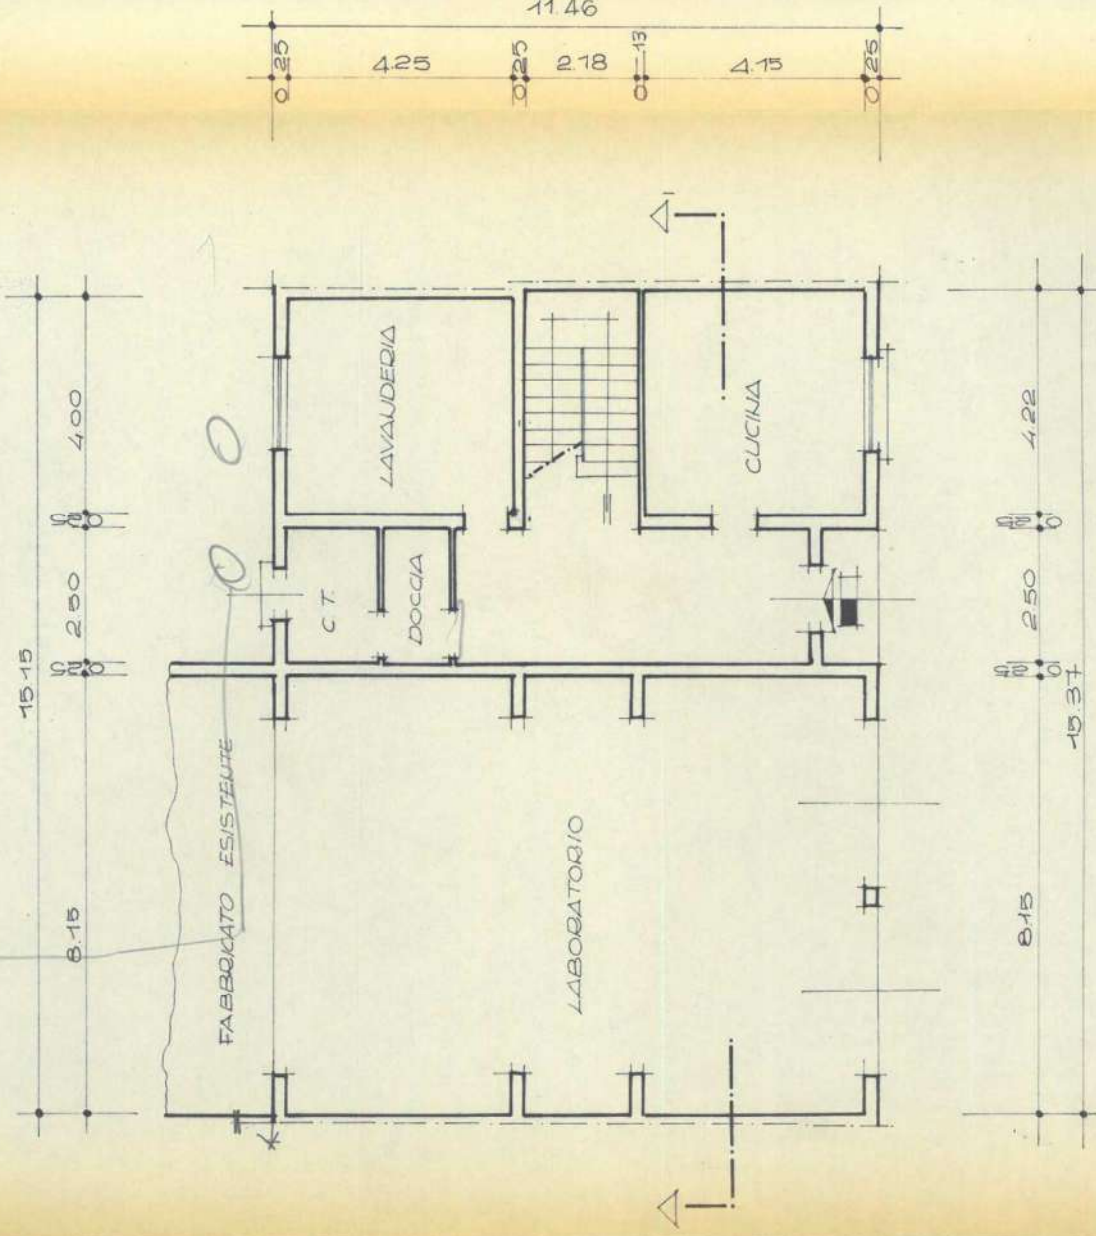 11.46
0.25 4.25 0.25 2.18 0.13 4.15 0.25
LAVANDERIA
CUCINA
C T.
DOCCIA
FABBRICATO ESISTENTE
LABORATORIO
15.15
4.00
2.50
8.15
4.22
2.50
8.15
15.37